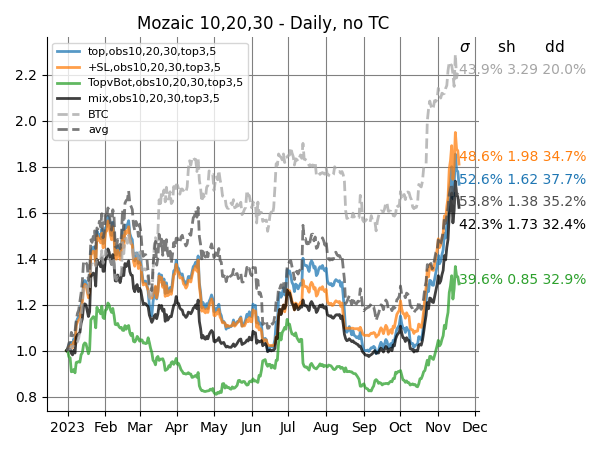 Mozaic 10,20,30 - Daily, no TC
σ sh dd
top,obs10,20,30,top3,5
+SL,obs10,20,30,top3,5
TopvBot,obs10,20,30,top3,5
mix,obs10,20,30,top3,5
BTC
avg
43.9% 3.29 20.0%
48.6% 1.98 34.7%
52.6% 1.62 37.7%
53.8% 1.38 35.2%
42.3% 1.73 32.4%
39.6% 0.85 32.9%
2.2
2.0
1.8
1.6
1.4
1.2
1.0
0.8
2023 Feb Mar Apr May Jun Jul Aug Sep Oct Nov Dec